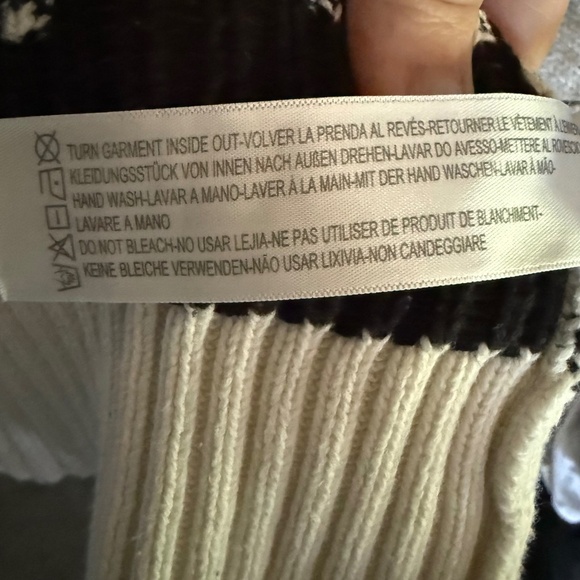 TURN GARMENT INSIDE OUT-VOLVER LA PRENDA AL REVÉS-RETOURNER LE VÊTEMENT À
KLEIDUNGSSTÜCK VON INNEN NACH AUßEN DREHEN-LAVAR DO AVESSO-METTERE AL
HAND WASH-LAVAR A MANO-LAVER À LA MAIN-MIT DER HAND WASCHEN-LAVAR À MÃO-
LAVARE A MANO
DO NOT BLEACH-NO USAR LEJIA-NE PAS UTILISER DE PRODUIT DE BLANCHIMENT-
KEINE BLEICHE VERWENDEN-NÃO USAR LIXIVIA-NON CANDEGGIARE